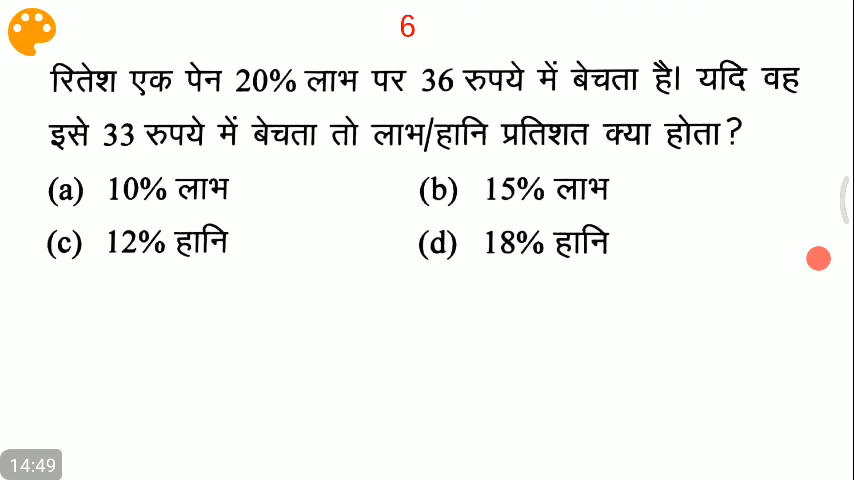 6
रितेश एक पेन 20% लाभ पर 36 रुपये में बेचता है। यदि वह
इसे 33 रुपये में बेचता तो लाभ/हानि प्रतिशत क्या होता?
(a) 10% लाभ (b) 15% लाभ
(c) 12% हानि (d) 18% हानि
14:49